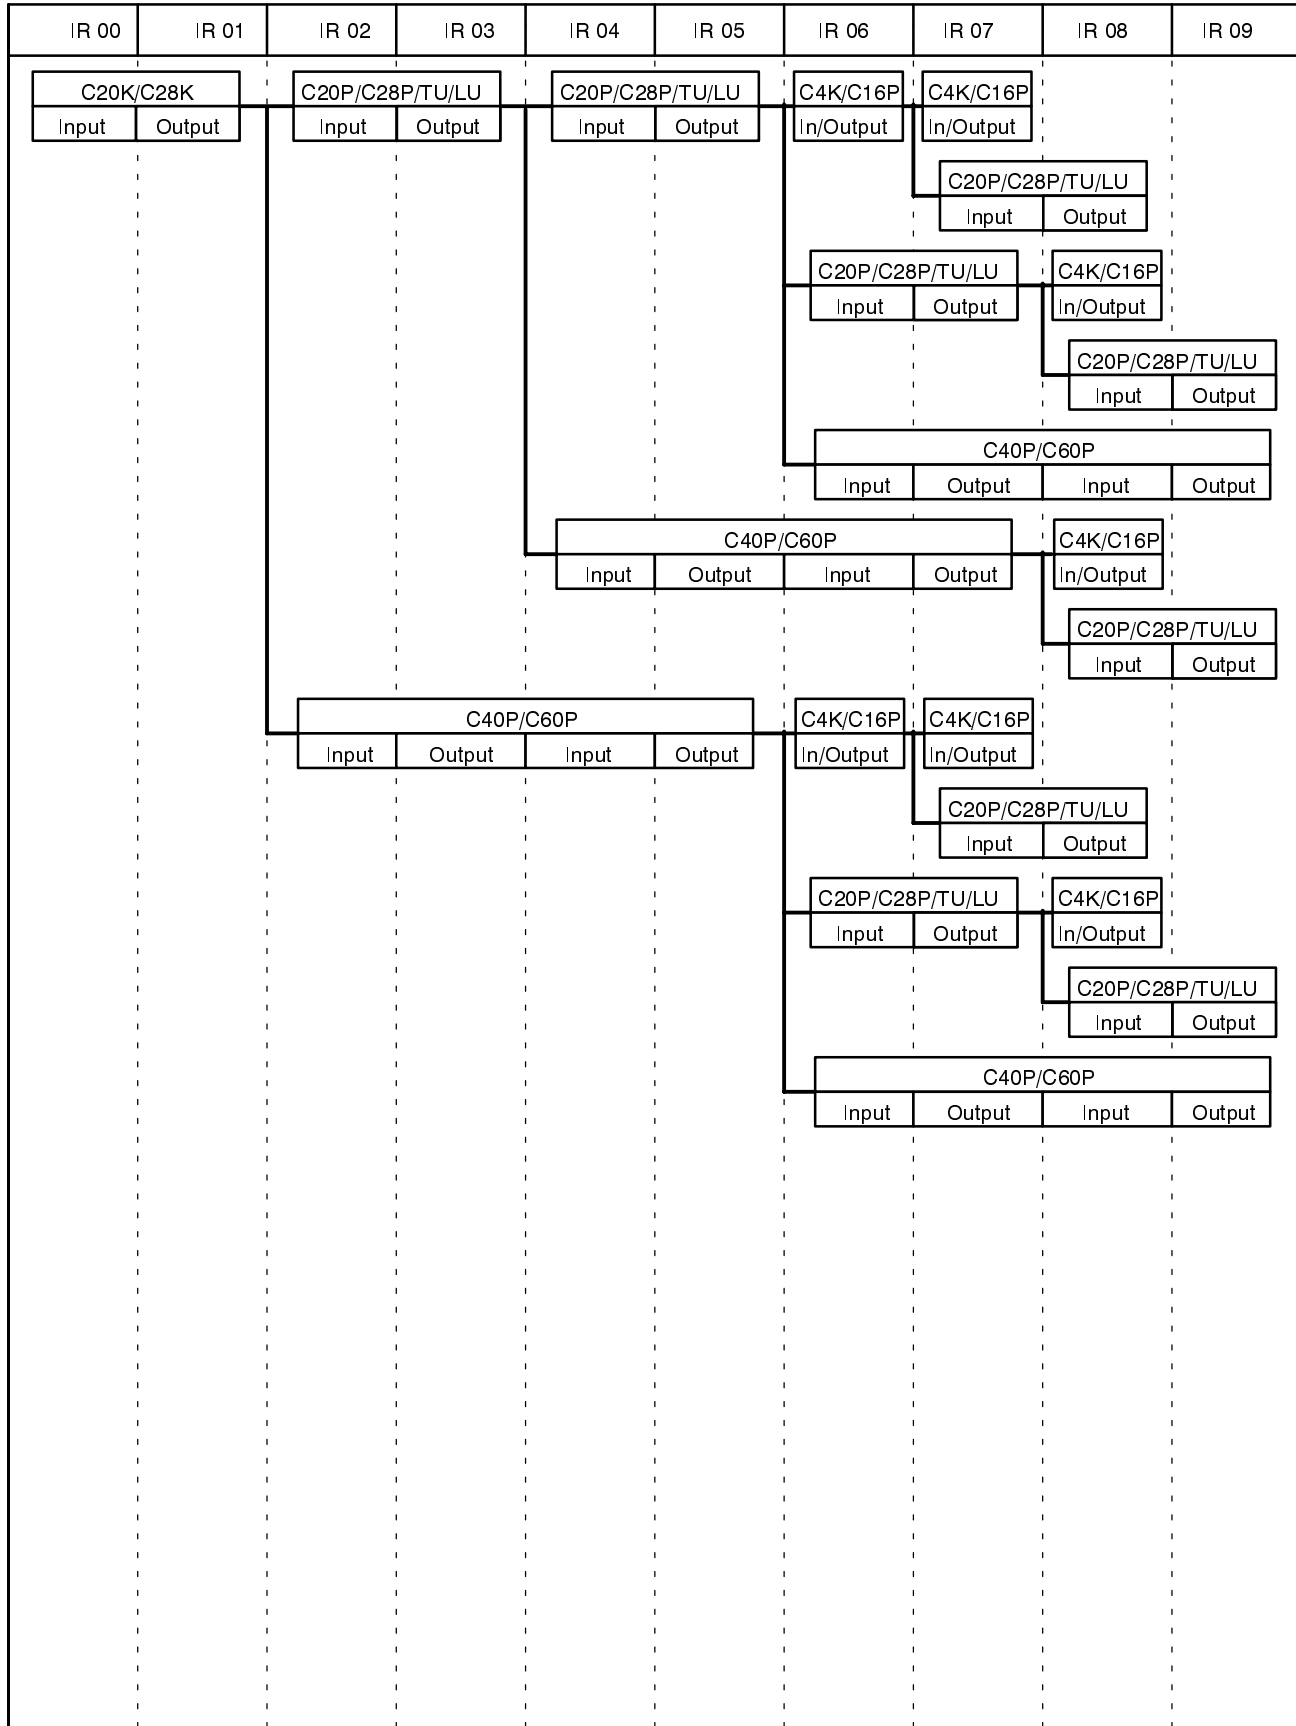 IR 00 IR 01 IR 02 IR 03 IR 04 IR 05 IR 06 IR 07 IR 08 IR 09
C20K/C28K C20P/C28P/TU/LU C20P/C28P/TU/LU C4K/C16P C4K/C16P
Input Output Input Output Input Output In/Output In/Output
C20P/C28P/TU/LU
Input Output
C20P/C28P/TU/LU C4K/C16P
Input Output In/Output
C20P/C28P/TU/LU
Input Output
C40P/C60P
Input Output Input Output
C40P/C60P C4K/C16P
Input Output Input Output In/Output
C20P/C28P/TU/LU
Input Output
C40P/C60P C4K/C16P C4K/C16P
Input Output Input Output In/Output In/Output
C20P/C28P/TU/LU
Input Output
C20P/C28P/TU/LU C4K/C16P
Input Output In/Output
C20P/C28P/TU/LU
Input Output
C40P/C60P
Input Output Input Output